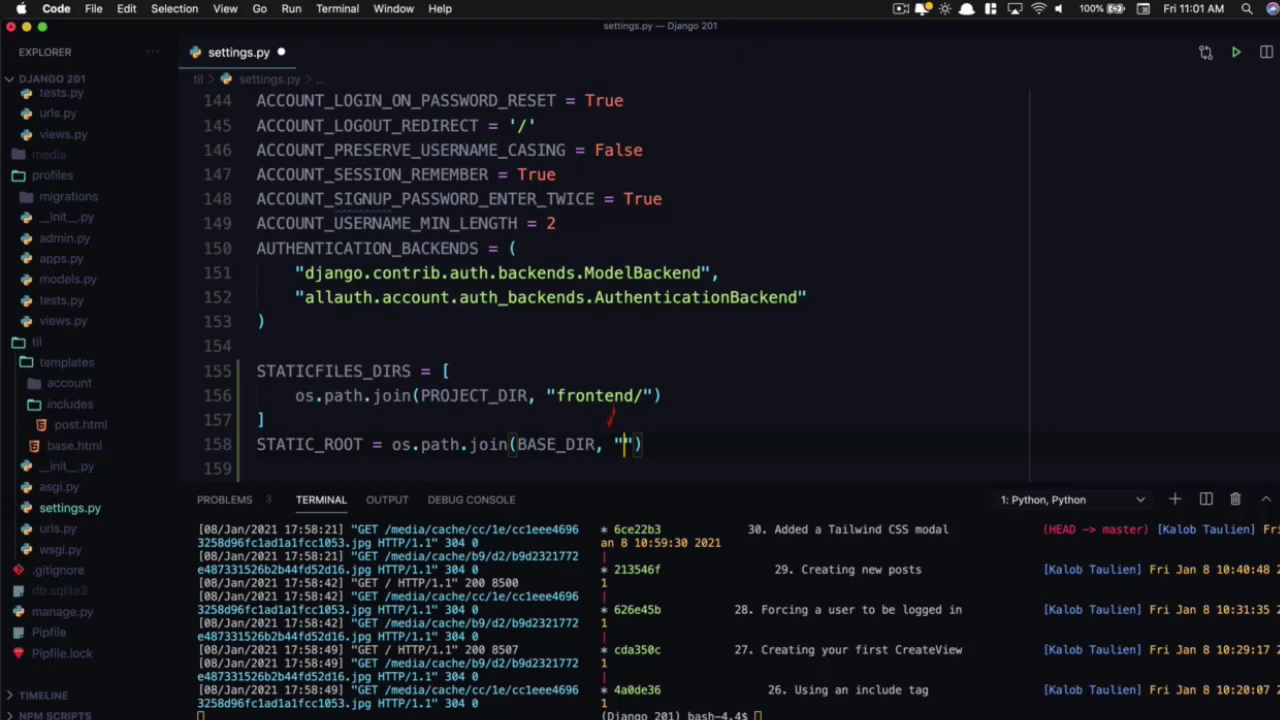 Code File Edit Selection View Go Run Terminal Window Help 100% Fri 11:01 AM
settings.py — Django 201
EXPLORER ··· settings.py
DJANGO 201 til > settings.py > ...
tests.py
urls.py
views.py
media
profiles
migrations
__init__.py
admin.py
apps.py
models.py
tests.py
views.py
til
templates
account
includes
post.html
base.html
__init__.py
asgi.py
settings.py
urls.py
wsgi.py
.gitignore
db.sqlite3
manage.py
Pipfile
Pipfile.lock
TIMELINE
NPM SCRIPTS
144 ACCOUNT_LOGIN_ON_PASSWORD_RESET = True
145 ACCOUNT_LOGOUT_REDIRECT = '/'
146 ACCOUNT_PRESERVE_USERNAME_CASING = False
147 ACCOUNT_SESSION_REMEMBER = True
148 ACCOUNT_SIGNUP_PASSWORD_ENTER_TWICE = True
149 ACCOUNT_USERNAME_MIN_LENGTH = 2
150 AUTHENTICATION_BACKENDS = (
151 "django.contrib.auth.backends.ModelBackend",
152 "allauth.account.auth_backends.AuthenticationBackend"
153 )
154
155 STATICFILES_DIRS = [
156 os.path.join(PROJECT_DIR, "frontend/")
157 ]
158 STATIC_ROOT = os.path.join(BASE_DIR, "")
159
PROBLEMS 3 TERMINAL OUTPUT DEBUG CONSOLE 1: Python, Python
[08/Jan/2021 17:58:21] "GET /media/cache/cc/1e/cc1eee4696
3258d96fc1ad1a1fcc1053.jpg HTTP/1.1" 304 0
[08/Jan/2021 17:58:21] "GET /media/cache/b9/d2/b9d2321772
e487331526b2b44fd52d16.jpg HTTP/1.1" 304 0
[08/Jan/2021 17:58:42] "GET / HTTP/1.1" 200 8500
[08/Jan/2021 17:58:42] "GET /media/cache/cc/1e/cc1eee4696
3258d96fc1ad1a1fcc1053.jpg HTTP/1.1" 304 0
[08/Jan/2021 17:58:42] "GET /media/cache/b9/d2/b9d2321772
e487331526b2b44fd52d16.jpg HTTP/1.1" 304 0
[08/Jan/2021 17:58:49] "GET / HTTP/1.1" 200 8507
[08/Jan/2021 17:58:49] "GET /media/cache/b9/d2/b9d2321772
e487331526b2b44fd52d16.jpg HTTP/1.1" 304 0
[08/Jan/2021 17:58:49] "GET /media/cache/cc/1e/cc1eee4696
3258d96fc1ad1a1fcc1053.jpg HTTP/1.1" 304 0
* 6ce22b3 30. Added a Tailwind CSS modal (HEAD -> master) [Kalob Taulien] Fri J
an 8 10:59:30 2021
|
* 213546f 29. Creating new posts [Kalob Taulien] Fri Jan 8 10:40:48 2
1
* 626e45b 28. Forcing a user to be logged in [Kalob Taulien] Fri Jan 8 10:31:35 2
1
|
* cda350c 27. Creating your first CreateView [Kalob Taulien] Fri Jan 8 10:29:17 2
1
|
* 4a0de36 26. Using an include tag [Kalob Taulien] Fri Jan 8 10:20:07 2
1
(Django 201) bash-4.4$